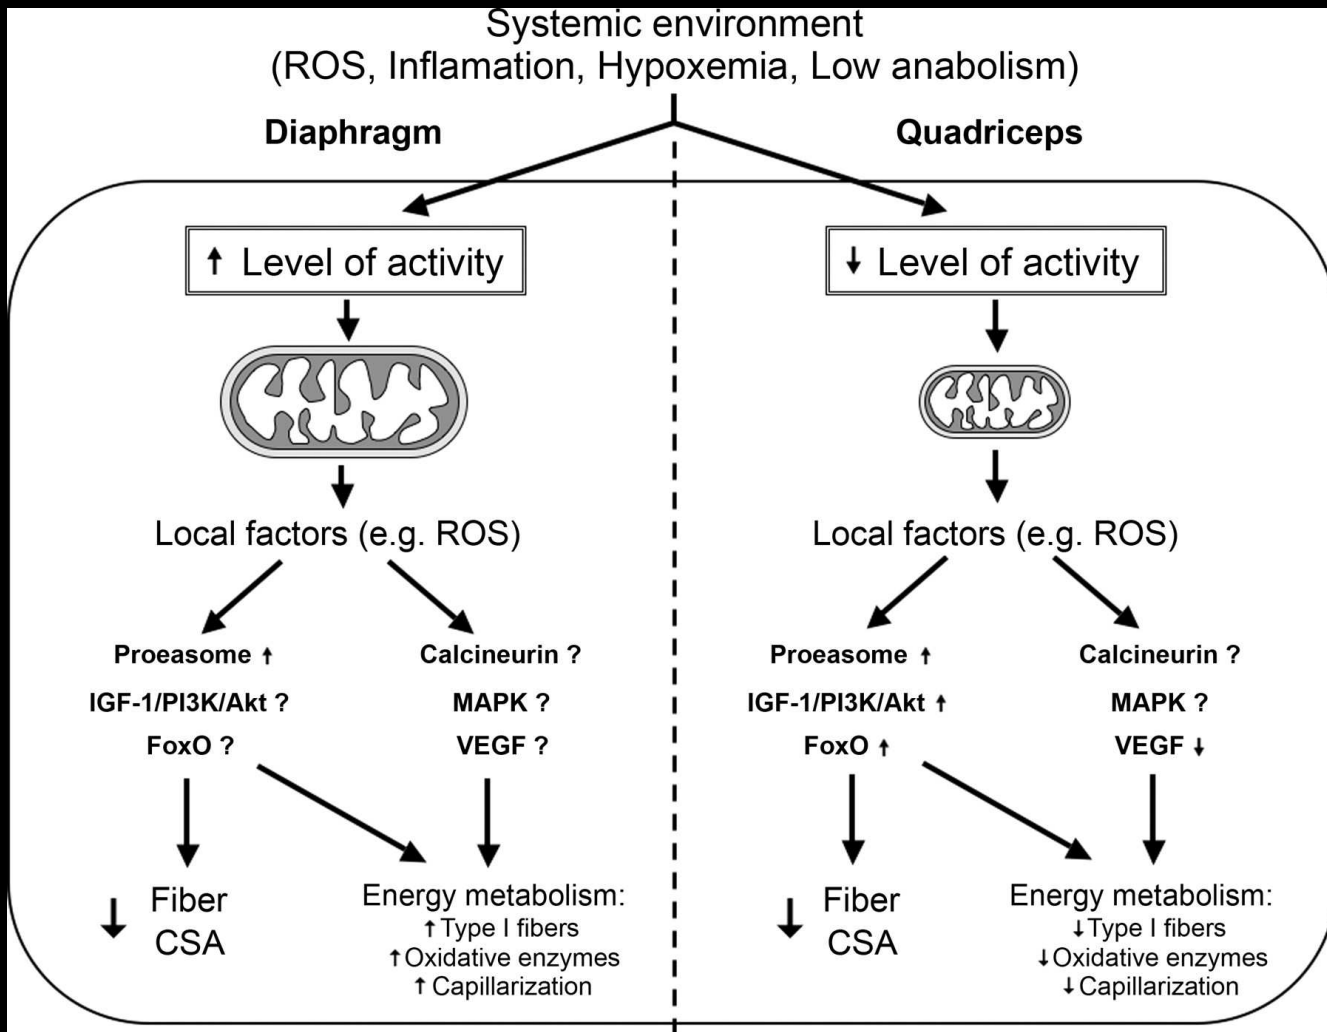 Systemic environment
(ROS, Inflamation, Hypoxemia, Low anabolism)
Diaphragm
Quadriceps
↑ Level of activity
↓ Level of activity
Local factors (e.g. ROS)
Local factors (e.g. ROS)
Proeasome ↑
Calcineurin ?
Proeasome ↑
Calcineurin ?
IGF-1/PI3K/Akt ?
MAPK ?
IGF-1/PI3K/Akt ↑
MAPK ?
FoxO ?
VEGF ?
FoxO ↑
VEGF ↓
↓ Fiber
CSA
Energy metabolism:
↑ Type I fibers
↑ Oxidative enzymes
↑ Capillarization
↓ Fiber
CSA
Energy metabolism:
↓ Type I fibers
↓ Oxidative enzymes
↓ Capillarization